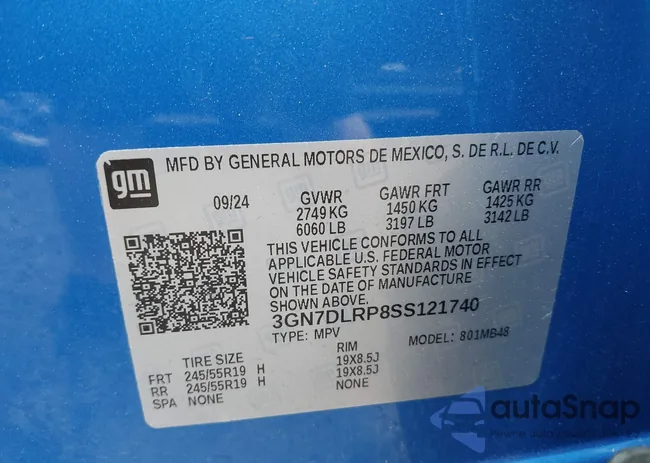 gm
MFD BY GENERAL MOTORS DE MEXICO, S. DE R.L. DE C.V.
09/24 GVWR GAWR FRT GAWR RR
2749 KG 1450 KG 1425 KG
6060 LB 3197 LB 3142 LB
THIS VEHICLE CONFORMS TO ALL
APPLICABLE U.S. FEDERAL MOTOR
VEHICLE SAFETY STANDARDS IN EFFECT
ON THE DATE OF MANUFACTURE
SHOWN ABOVE.
3GN7DLRP8SS121740
TYPE: MPV MODEL: 801MB48
TIRE SIZE RIM
FRT 245/55R19 H 19X8.5J
RR 245/55R19 H 19X8.5J
SPA NONE NONE
autaSnap